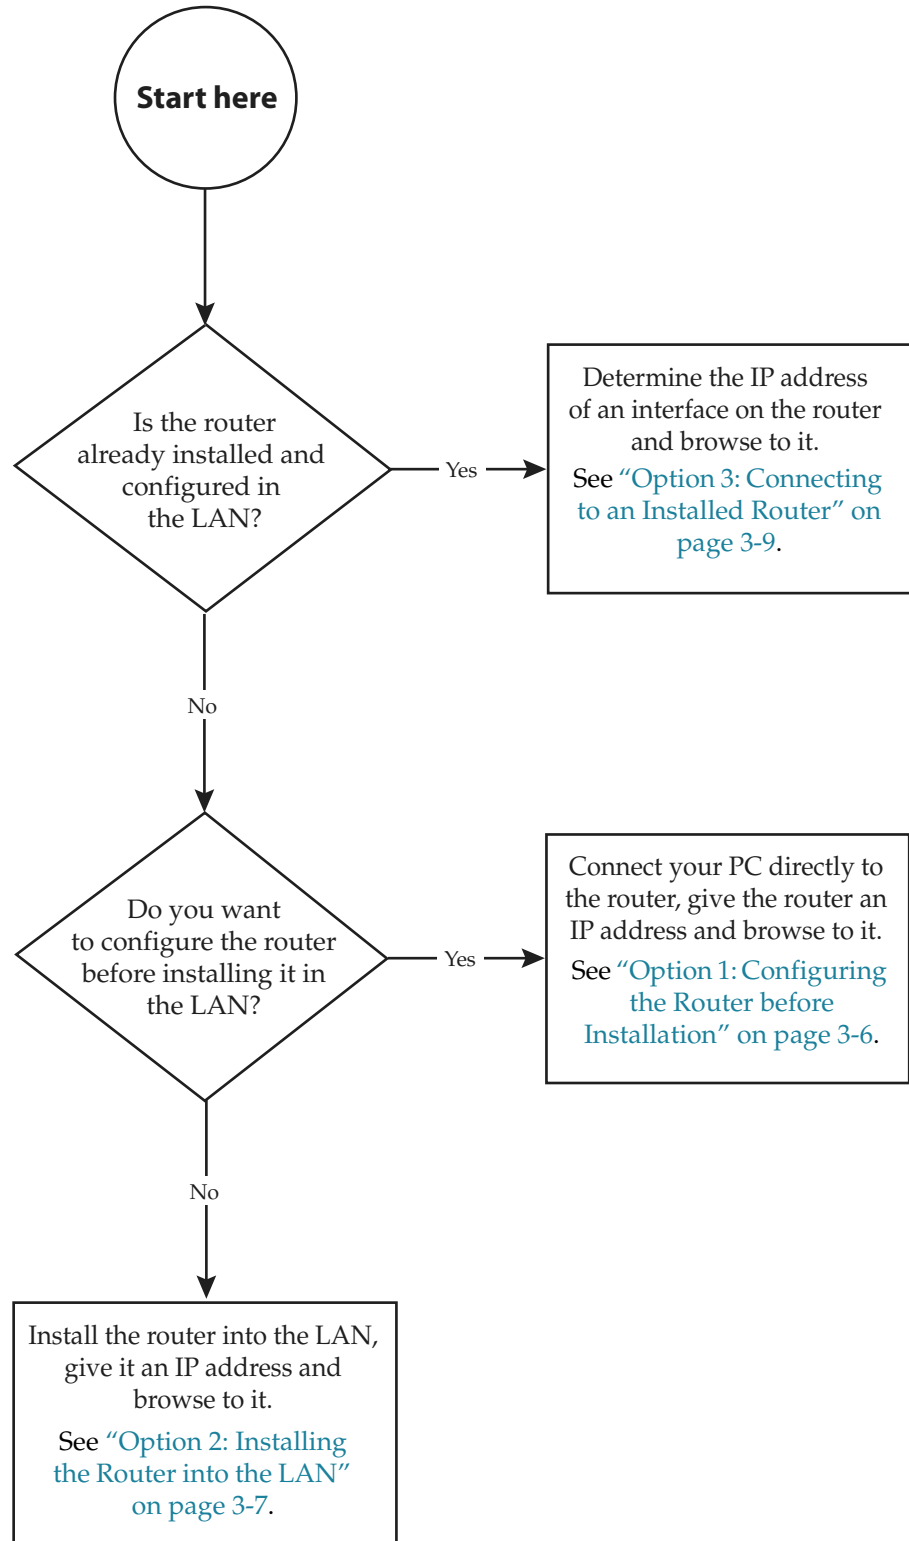 Start here
Is the router
already installed and
configured in
the LAN?
Yes
Determine the IP address
of an interface on the router
and browse to it.
See “Option 3: Connecting
to an Installed Router” on
page 3-9.
No
Do you want
to configure the router
before installing it in
the LAN?
Yes
Connect your PC directly to
the router, give the router an
IP address and browse to it.
See “Option 1: Configuring
the Router before
Installation” on page 3-6.
No
Install the router into the LAN,
give it an IP address and
browse to it.
See “Option 2: Installing
the Router into the LAN”
on page 3-7.